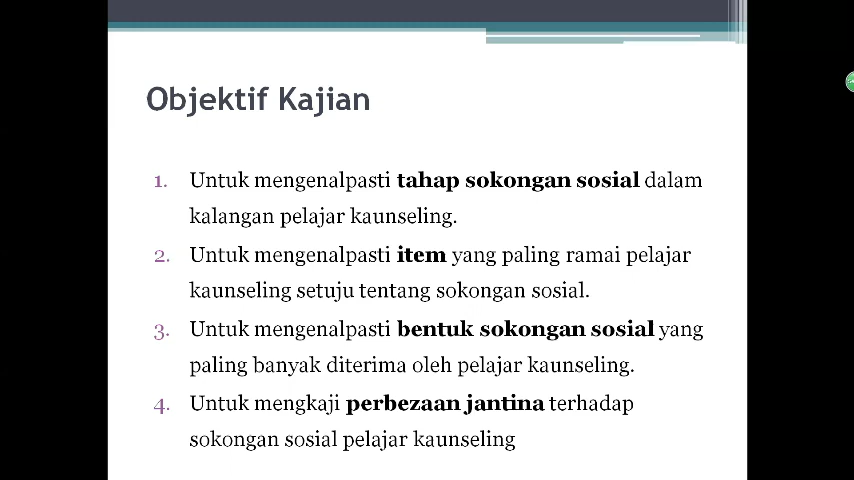 Objektif Kajian
1. Untuk mengenalpasti tahap sokongan sosial dalam
kalangan pelajar kaunseling.
2. Untuk mengenalpasti item yang paling ramai pelajar
kaunseling setuju tentang sokongan sosial.
3. Untuk mengenalpasti bentuk sokongan sosial yang
paling banyak diterima oleh pelajar kaunseling.
4. Untuk mengkaji perbezaan jantina terhadap
sokongan sosial pelajar kaunseling